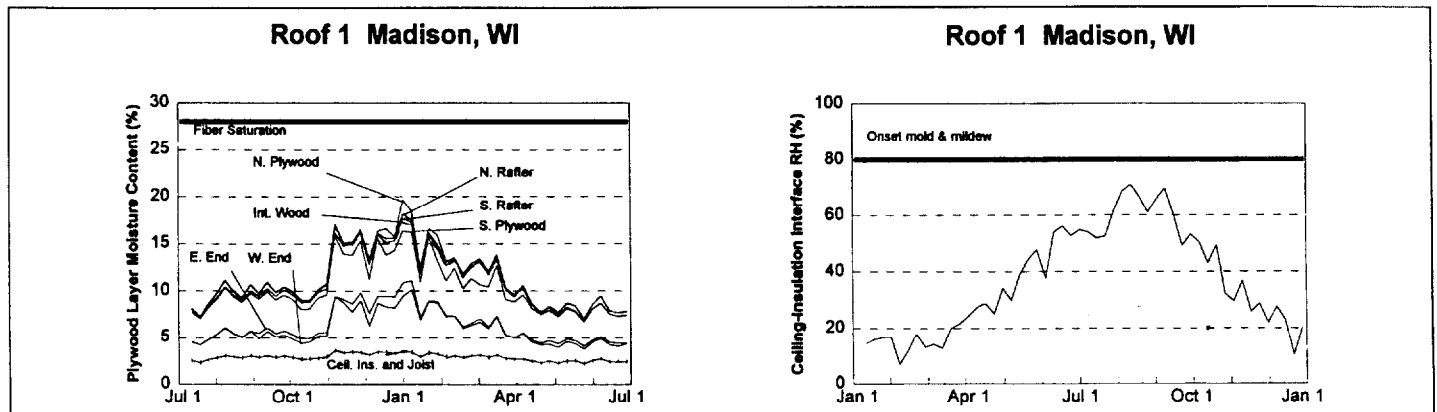 Roof 1 Madison, WI
Plywood Layer Moisture Content (%)
30
25
20
15
10
5
0
Fiber Saturation
N. Plywood
N. Rafter
S. Rafter
Int. Wood
S. Plywood
E. End
W. End
Ceil. Ins. and Joist
Jul 1
Oct 1
Jan 1
Apr 1
Jul 1
Roof 1 Madison, WI
Ceiling-Insulation Interface RH (%)
100
80
60
40
20
0
Onset mold & mildew
Jan 1
Apr 1
Jul 1
Oct 1
Jan 1